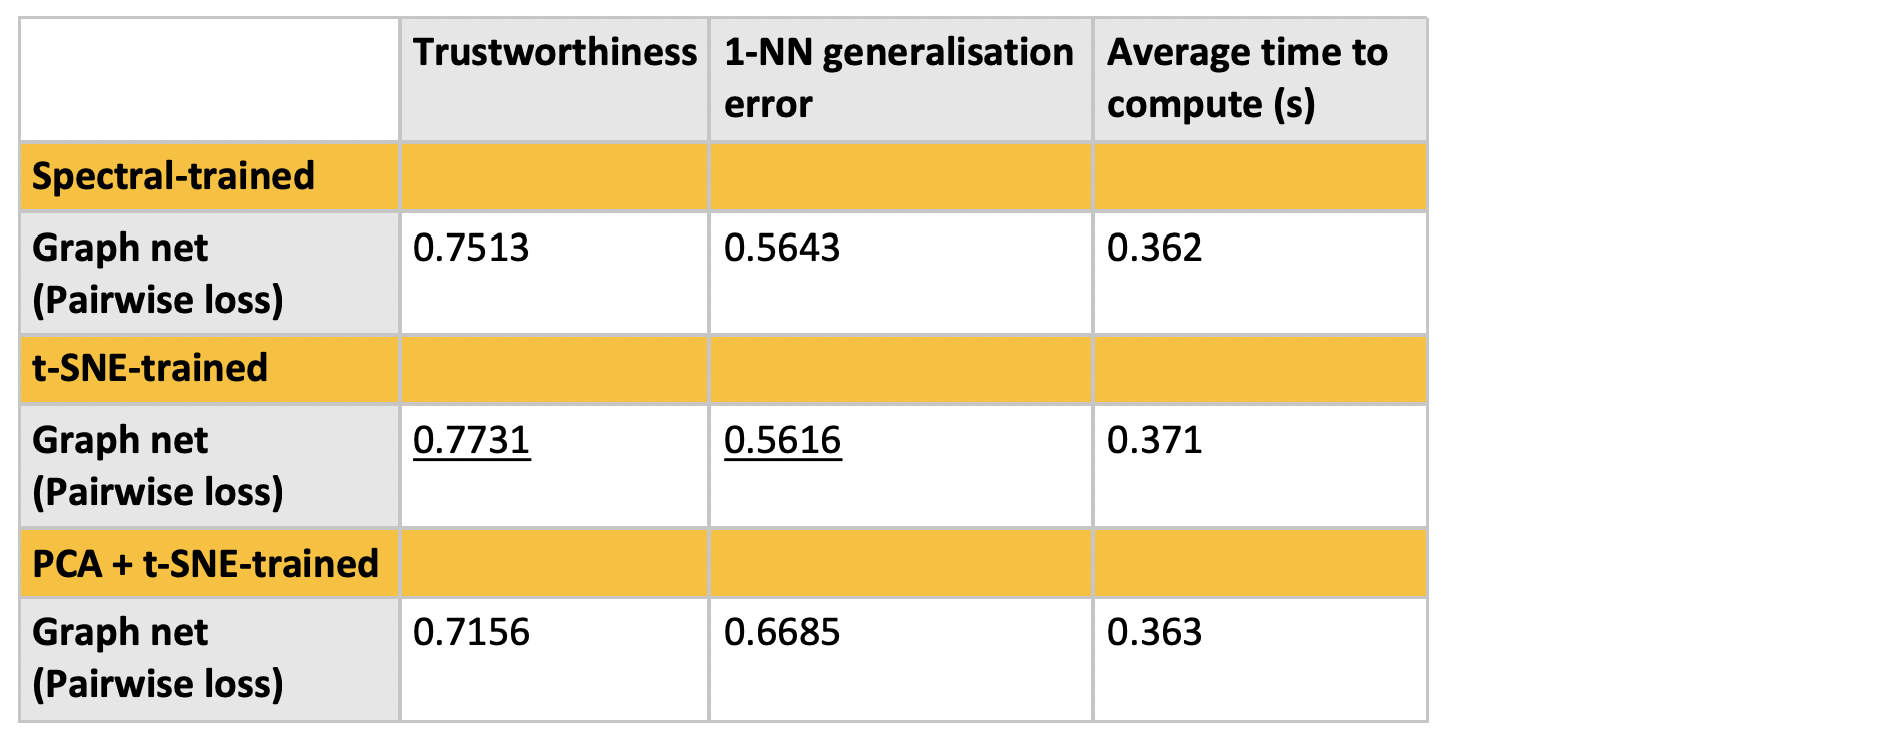 Trustworthiness 1-NN generalisation Average time to
error compute (s)
Spectral-trained
Graph net 0.7513 0.5643 0.362
(Pairwise loss)
t-SNE-trained
Graph net 0.7731 0.5616 0.371
(Pairwise loss)
PCA + t-SNE-trained
Graph net 0.7156 0.6685 0.363
(Pairwise loss)